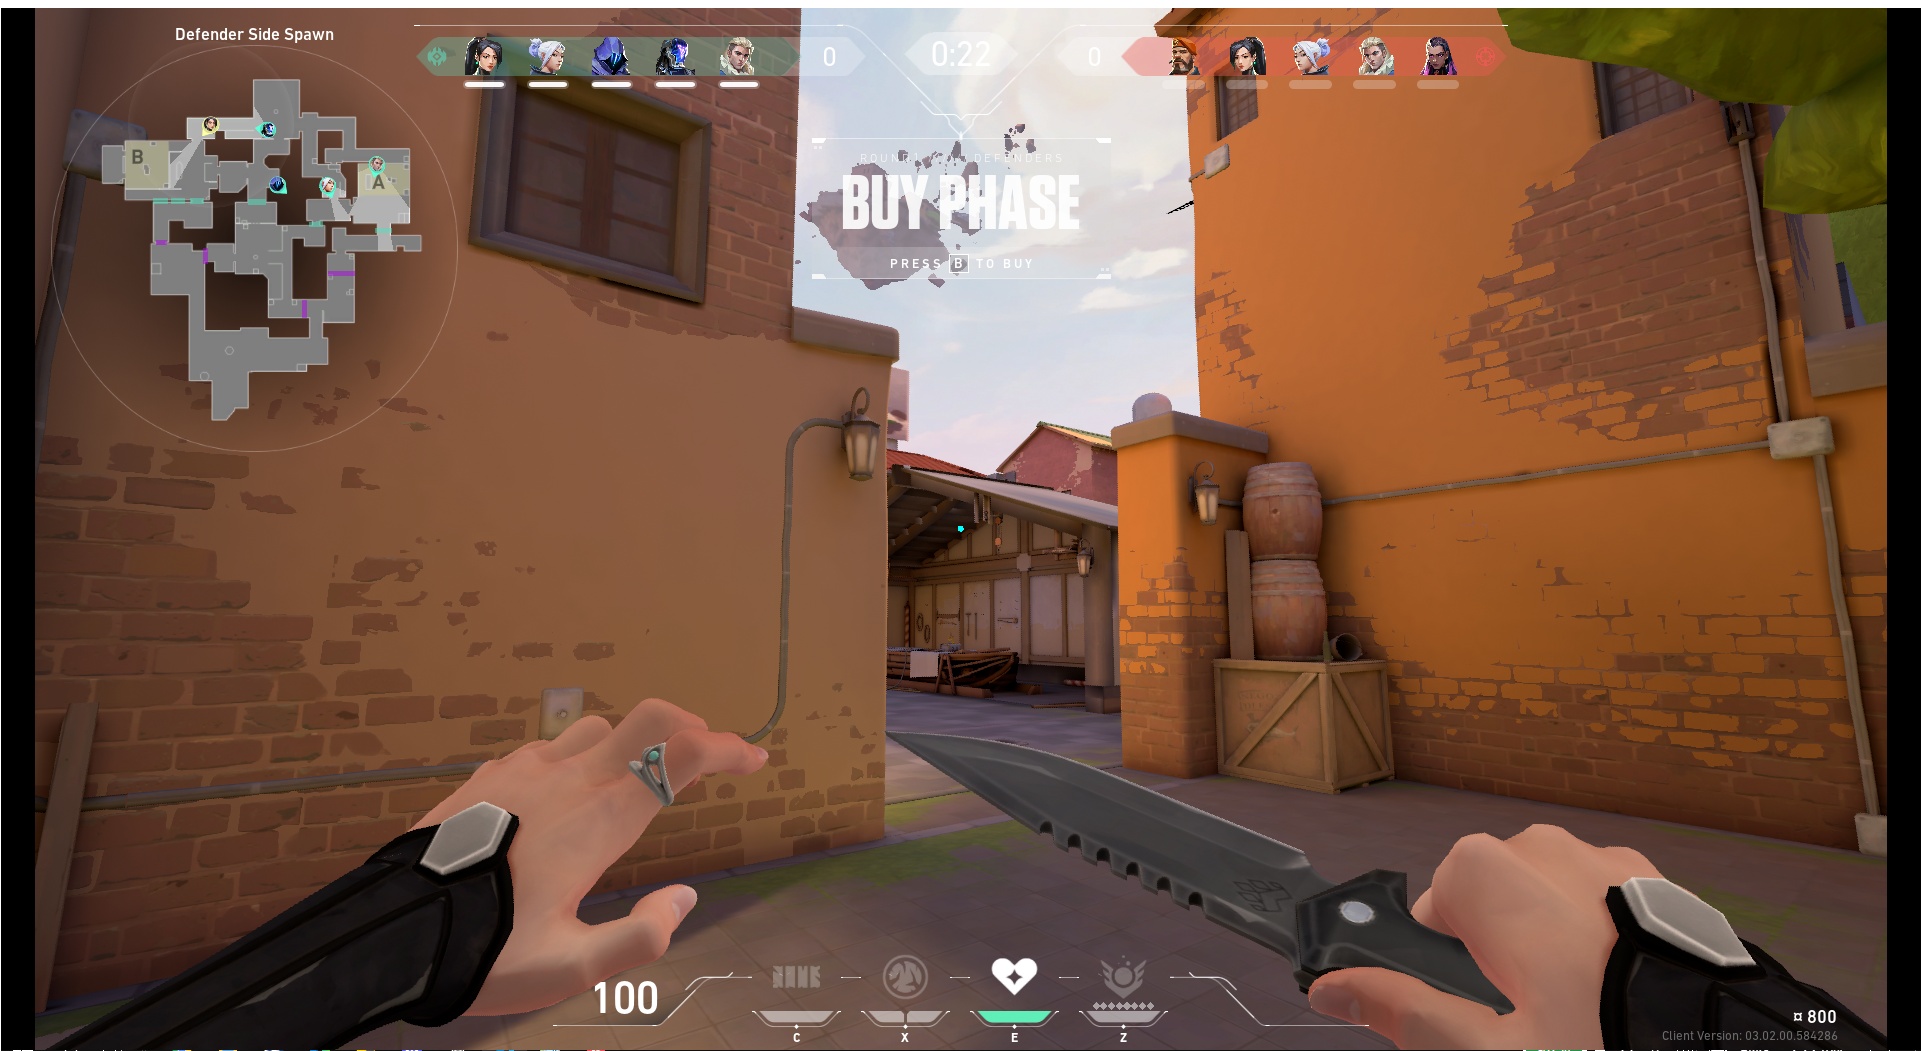 Defender Side Spawn
0
0:22
0
DEFENDERS
BUY PHASE
PRESS B TO BUY
B
A
100
C
X
E
Z
¤ 800
Client Version: 03.02.00.584286